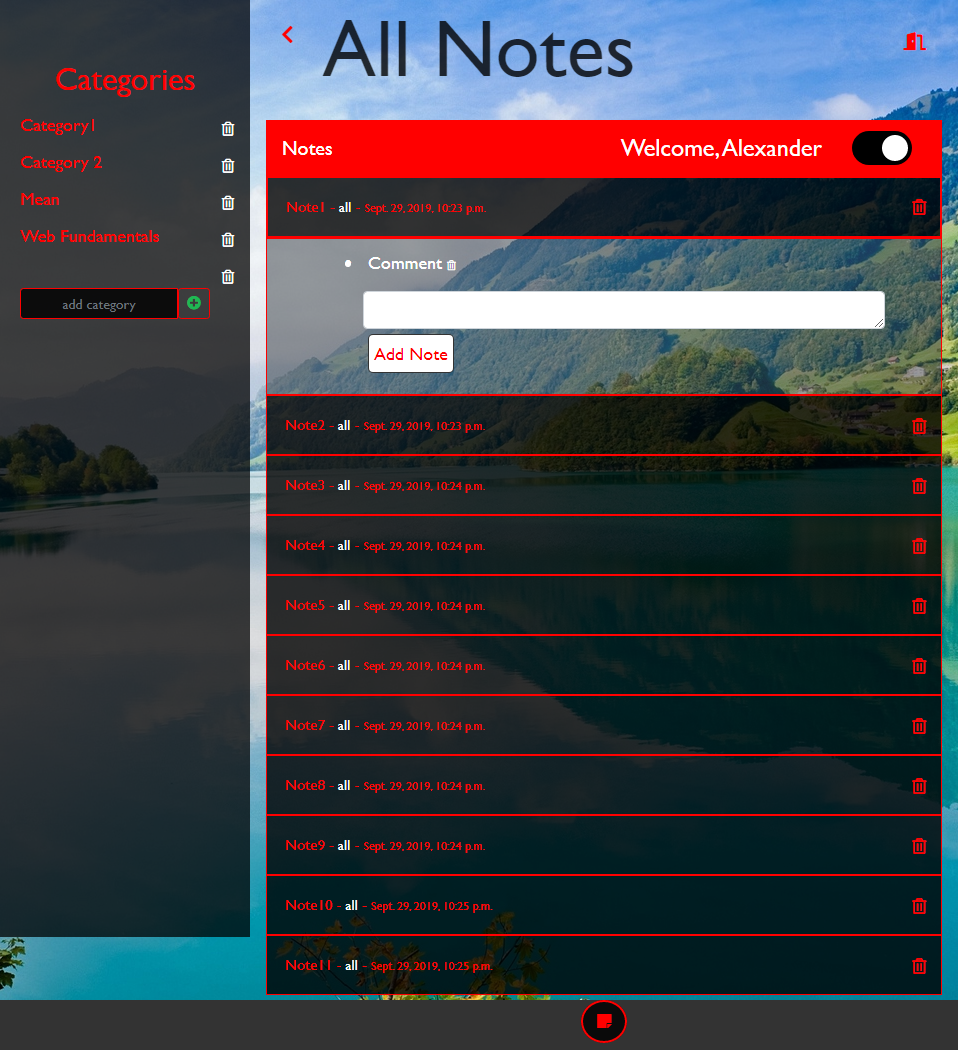 All Notes
Categories
Category1
Category 2
Mean
Web Fundamentals
add category
Notes
Welcome, Alexander
Note1 - all - Sept. 29, 2019, 10:23 p.m.
Comment
Add Note
Note2 - all - Sept. 29, 2019, 10:23 p.m.
Note3 - all - Sept. 29, 2019, 10:24 p.m.
Note4 - all - Sept. 29, 2019, 10:24 p.m.
Note5 - all - Sept. 29, 2019, 10:24 p.m.
Note6 - all - Sept. 29, 2019, 10:24 p.m.
Note7 - all - Sept. 29, 2019, 10:24 p.m.
Note8 - all - Sept. 29, 2019, 10:24 p.m.
Note9 - all - Sept. 29, 2019, 10:24 p.m.
Note10 - all - Sept. 29, 2019, 10:25 p.m.
Note11 - all - Sept. 29, 2019, 10:25 p.m.